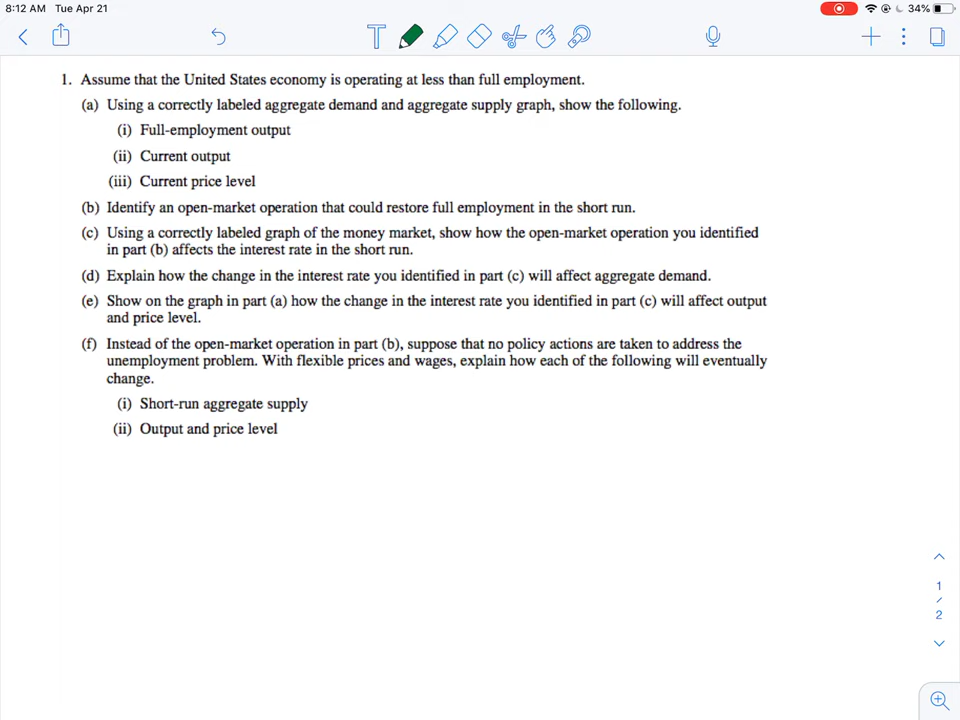 8:12 AM Tue Apr 21
34%
T
1. Assume that the United States economy is operating at less than full employment.
(a) Using a correctly labeled aggregate demand and aggregate supply graph, show the following.
(i) Full-employment output
(ii) Current output
(iii) Current price level
(b) Identify an open-market operation that could restore full employment in the short run.
(c) Using a correctly labeled graph of the money market, show how the open-market operation you identified
in part (b) affects the interest rate in the short run.
(d) Explain how the change in the interest rate you identified in part (c) will affect aggregate demand.
(e) Show on the graph in part (a) how the change in the interest rate you identified in part (c) will affect output
and price level.
(f) Instead of the open-market operation in part (b), suppose that no policy actions are taken to address the
unemployment problem. With flexible prices and wages, explain how each of the following will eventually
change.
(i) Short-run aggregate supply
(ii) Output and price level
1
/
2